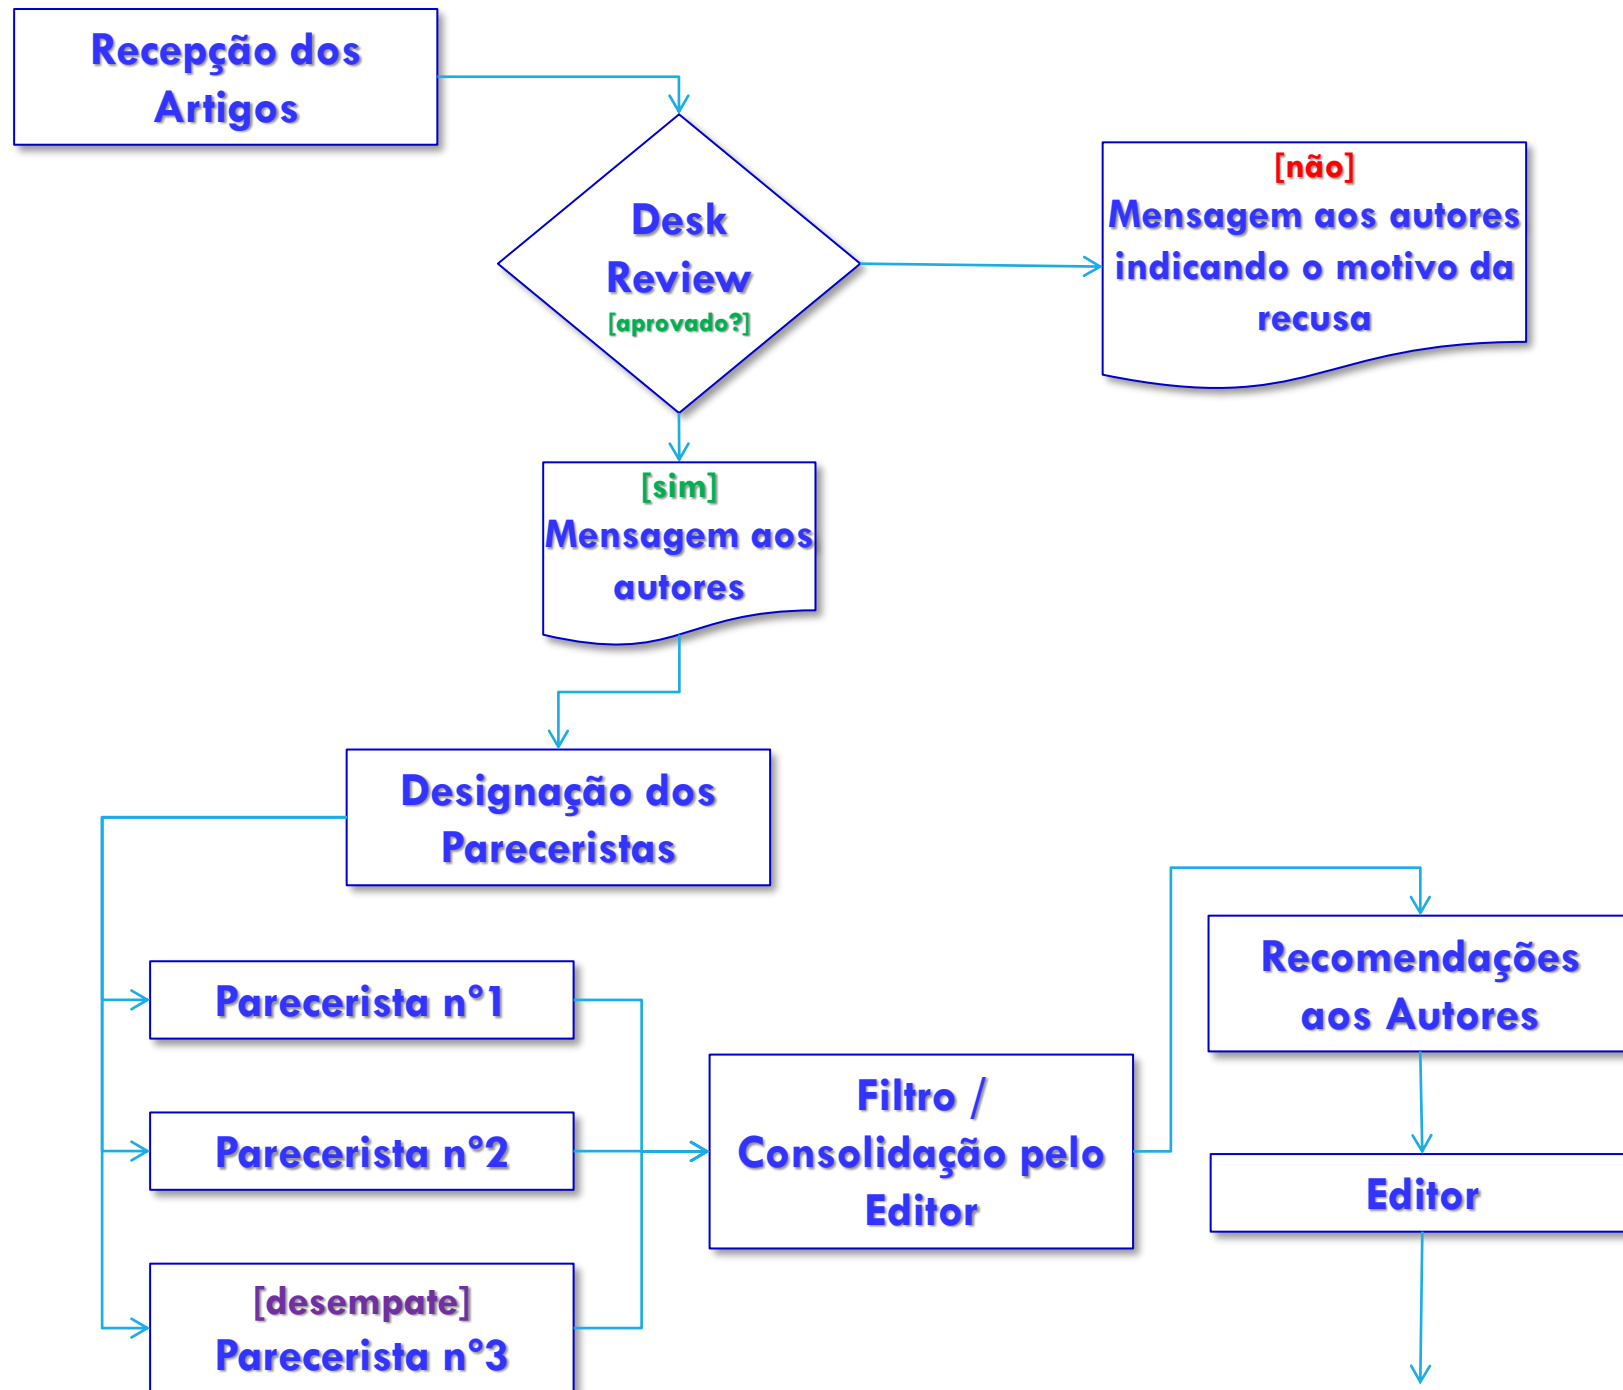 Recepção dos
Artigos
Desk
Review
[aprovado?]
[não]
Mensagem aos autores
indicando o motivo da
recusa
[sim]
Mensagem aos
autores
Designação dos
Pareceristas
Parecerista n°1
Parecerista n°2
[desempate]
Parecerista n°3
Filtro /
Consolidação pelo
Editor
Recomendações
aos Autores
Editor